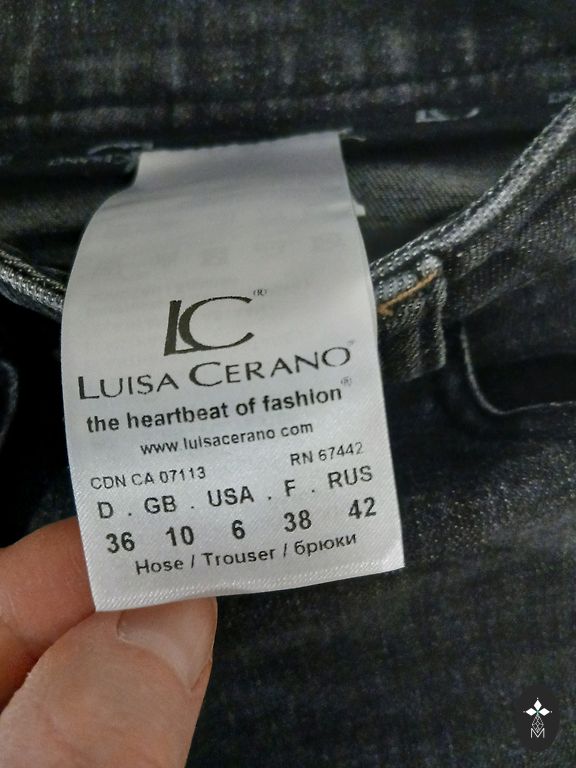 LC®
LUISA CERANO
the heartbeat of fashion®
www.luisacerano.com
CDN CA 07113 RN 67442
D . GB . USA . F . RUS
36 10 6 38 42
Hose / Trouser / брюки
M